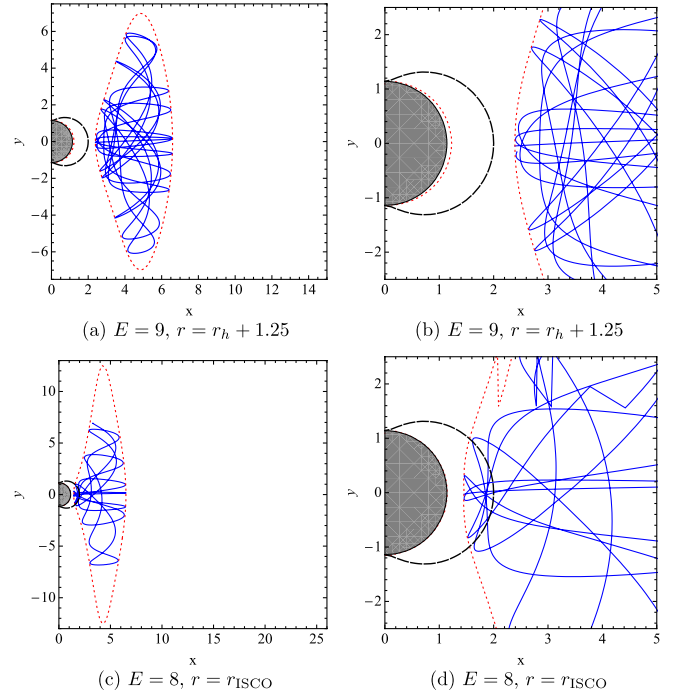 6
4
2
0
−2
−4
−6
y
0 2 4 6 8 10 12 14
x
(a) E = 9, r = r_h + 1.25
2
1
0
−1
−2
y
0 1 2 3 4 5
x
(b) E = 9, r = r_h + 1.25
10
5
0
−5
−10
y
0 5 10 15 20 25
x
(c) E = 8, r = r_ISCO
2
1
0
−1
−2
y
0 1 2 3 4 5
x
(d) E = 8, r = r_ISCO